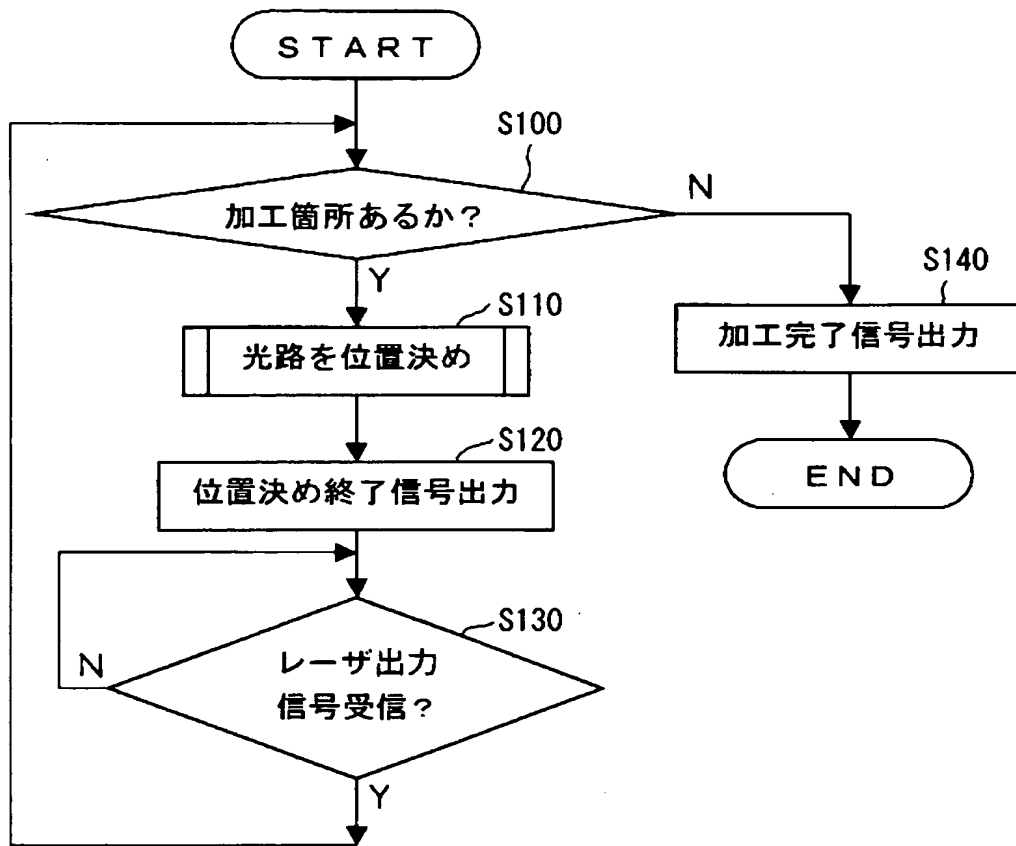 START
S100
加工箇所あるか？
N
Y
S140
加工完了信号出力
S110
光路を位置決め
S120
位置決め終了信号出力
END
S130
レーザ出力
信号受信？
N
Y